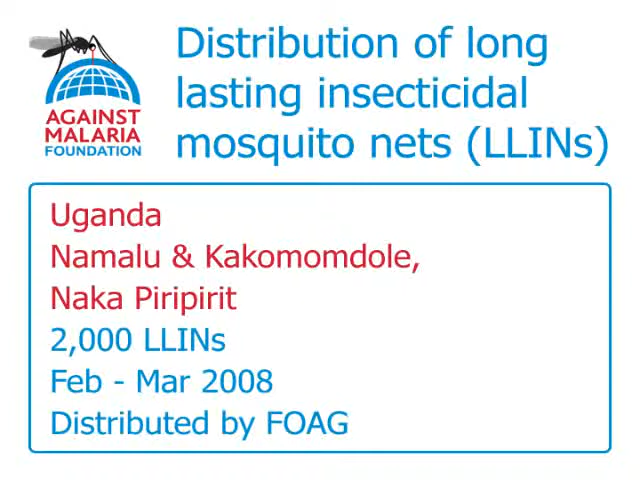 AGAINST
MALARIA
FOUNDATION
Distribution of long
lasting insecticidal
mosquito nets (LLINs)
Uganda
Namalu & Kakomomdole,
Naka Piripirit
2,000 LLINs
Feb - Mar 2008
Distributed by FOAG